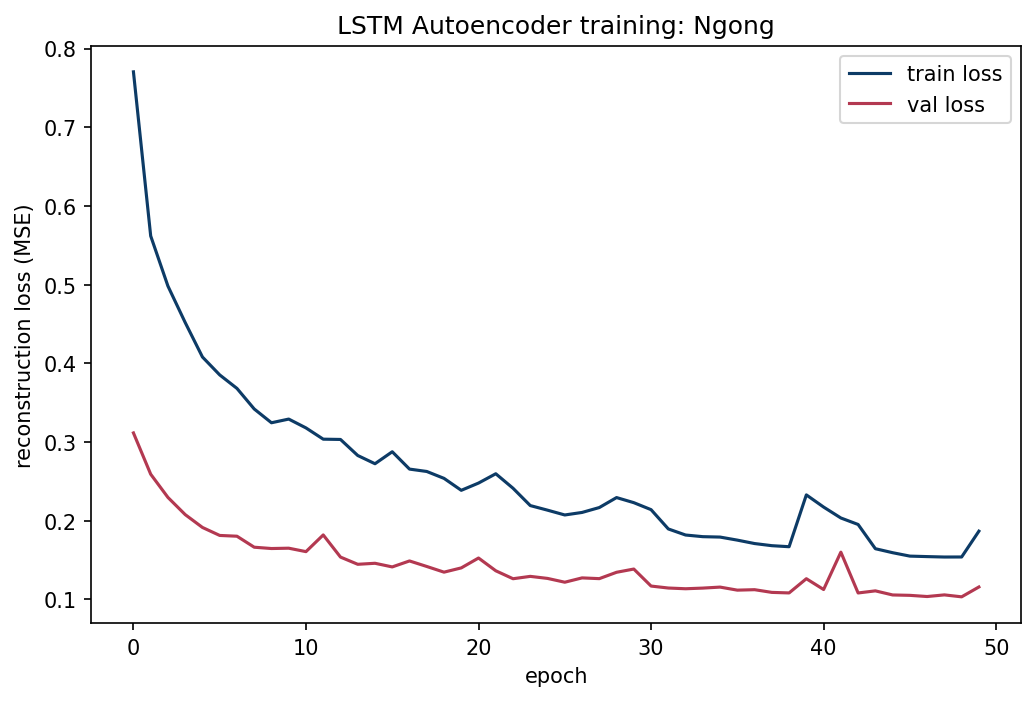 LSTM Autoencoder training: Ngong
train loss
val loss
reconstruction loss (MSE)
0.8
0.7
0.6
0.5
0.4
0.3
0.2
0.1
0
10
20
30
40
50
epoch